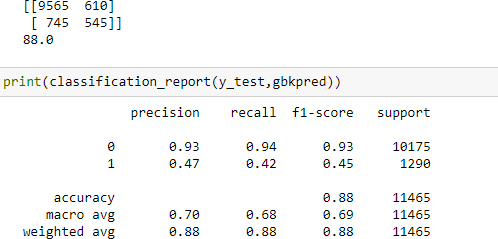 [[9565 610]
[ 745 545]]
88.0
print(classification_report(y_test,gbkpred))
precision recall f1-score support
0 0.93 0.94 0.93 10175
1 0.47 0.42 0.45 1290
accuracy 0.88 11465
macro avg 0.70 0.68 0.69 11465
weighted avg 0.88 0.88 0.88 11465